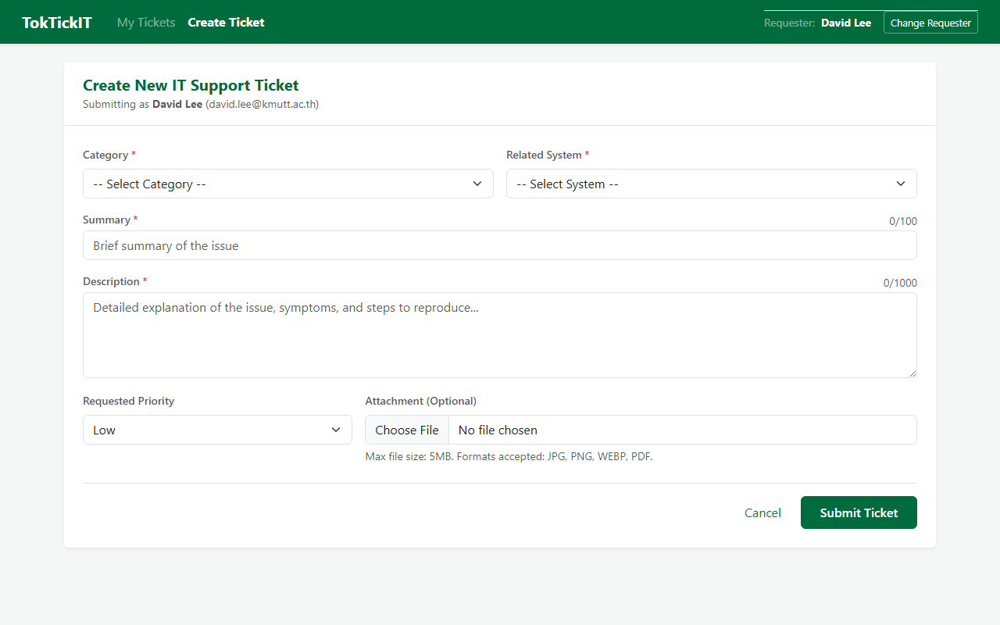 TokTickIT My Tickets Create Ticket Requester: David Lee Change Requester
Create New IT Support Ticket
Submitting as David Lee (david.lee@kmutt.ac.th)
Category * Related System *
-- Select Category -- -- Select System --
Summary * 0/100
Brief summary of the issue
Description * 0/1000
Detailed explanation of the issue, symptoms, and steps to reproduce...
Requested Priority Attachment (Optional)
Low Choose File No file chosen
Max file size: 5MB. Formats accepted: JPG, PNG, WEBP, PDF.
Cancel Submit Ticket